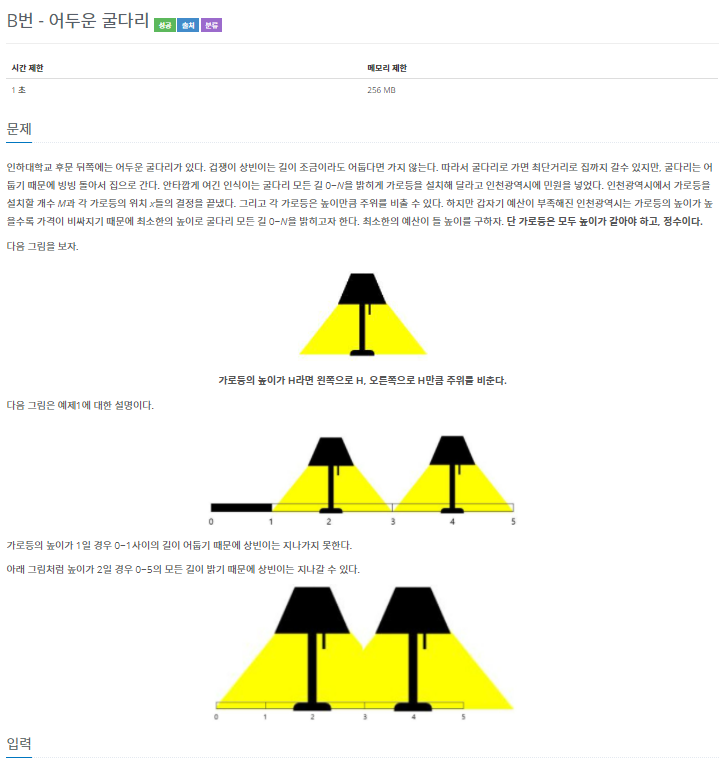 B번 - 어두운 굴다리 성공 출처 분류
시간 제한 메모리 제한
1 초 256 MB
문제
인하대학교 후문 뒤쪽에는 어두운 굴다리가 있다. 겁쟁이 상빈이는 길이 조금이라도 어둡다면 가지 않는다. 따라서 굴다리로 가면 최단거리로 집까지 갈수 있지만, 굴다리는 어
둡기 때문에 빙빙 돌아서 집으로 간다. 안타깝게 여긴 인식이는 굴다리 모든 길 0~N을 밝히게 가로등을 설치해 달라고 인천광역시에 민원을 넣었다. 인천광역시에서 가로등을
설치할 개수 M과 각 가로등의 위치 x들의 결정을 끝냈다. 그리고 각 가로등은 높이만큼 주위를 비출 수 있다. 하지만 갑자기 예산이 부족해진 인천광역시는 가로등의 높이가 높
을수록 가격이 비싸지기 때문에 최소한의 높이로 굴다리 모든 길 0~N을 밝히고자 한다. 최소한의 예산이 들 높이를 구하자. 단 가로등은 모두 높이가 같아야 하고, 정수이다.
다음 그림을 보자.
가로등의 높이가 H라면 왼쪽으로 H, 오른쪽으로 H만큼 주위를 비춘다.
다음 그림은 예제1에 대한 설명이다.
0 1 2 3 4 5
가로등의 높이가 1일 경우 0~1사이의 길이 어둡기 때문에 상빈이는 지나가지 못한다.
아래 그림처럼 높이가 2일 경우 0~5의 모든 길이 밝기 때문에 상빈이는 지나갈 수 있다.
0 1 2 3 4 5
입력